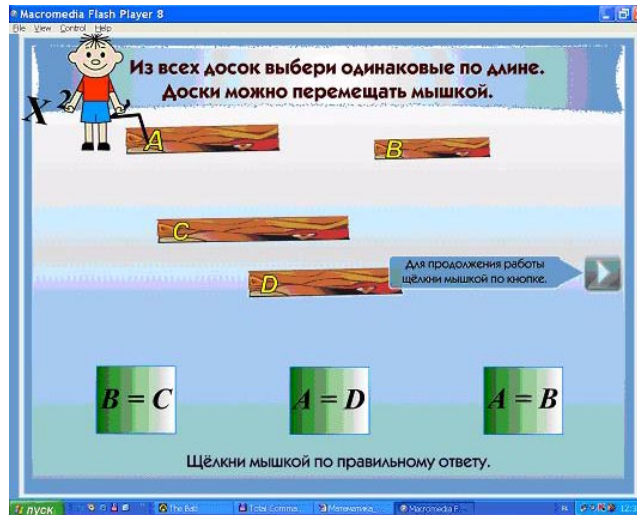 Macromedia Flash Player 8
File View Control Help
Из всех досок выбери одинаковые по длине.
Доски можно перемещать мышкой.
X 2
A
B
C
D
Для продолжения работы
щёлкни мышкой по кнопке.
B = C
A = D
A = B
Щёлкни мышкой по правильному ответу.
пуск The Bat! Total Comma... Математика_... Macromedia F...